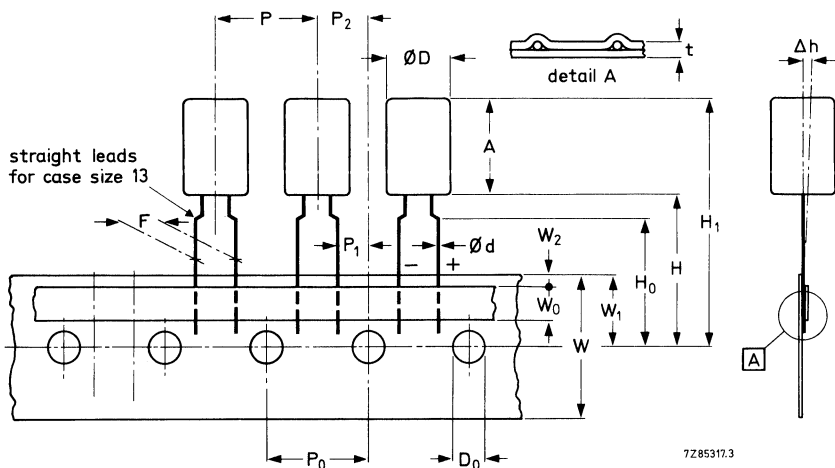 P
P2
ØD
t
detail A
Δh
straight leads
for case size 13
A
F
P1
Ød
− +
W2
W0
W1
W
H0
H
H1
A
P0
D0
7Z85317.3